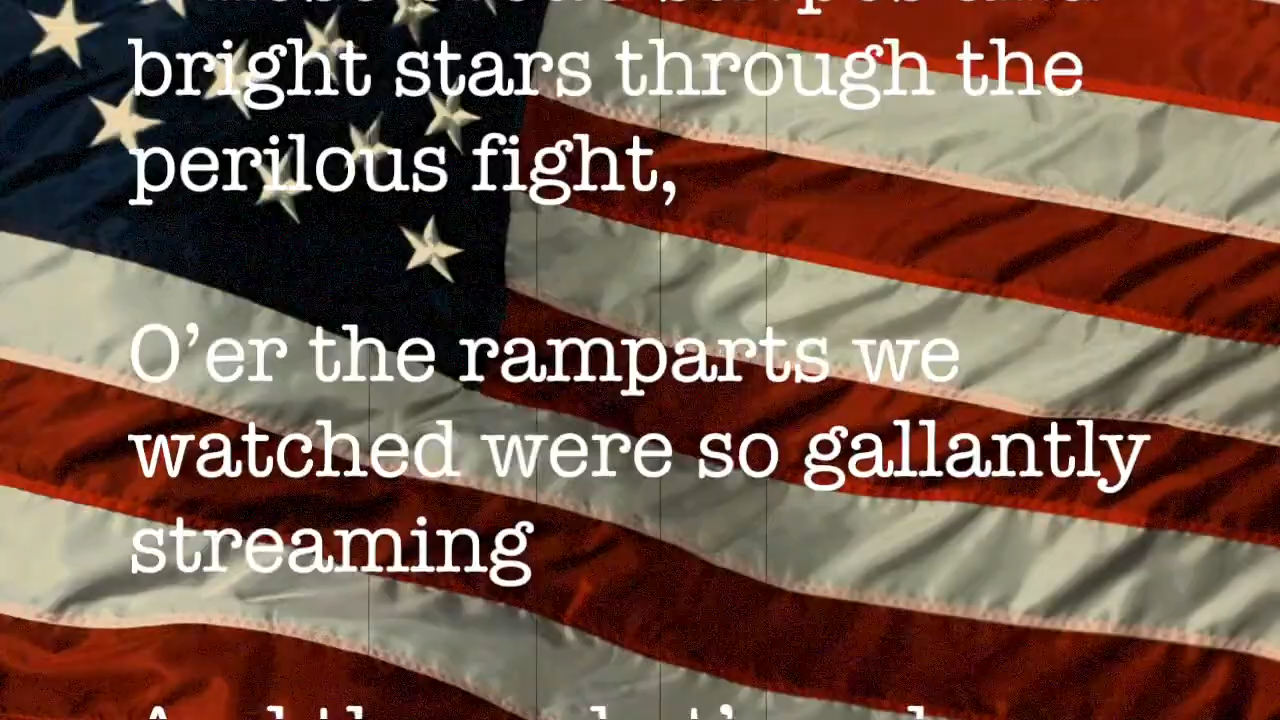 bright stars through the
perilous fight,
O’er the ramparts we
watched were so gallantly
streaming